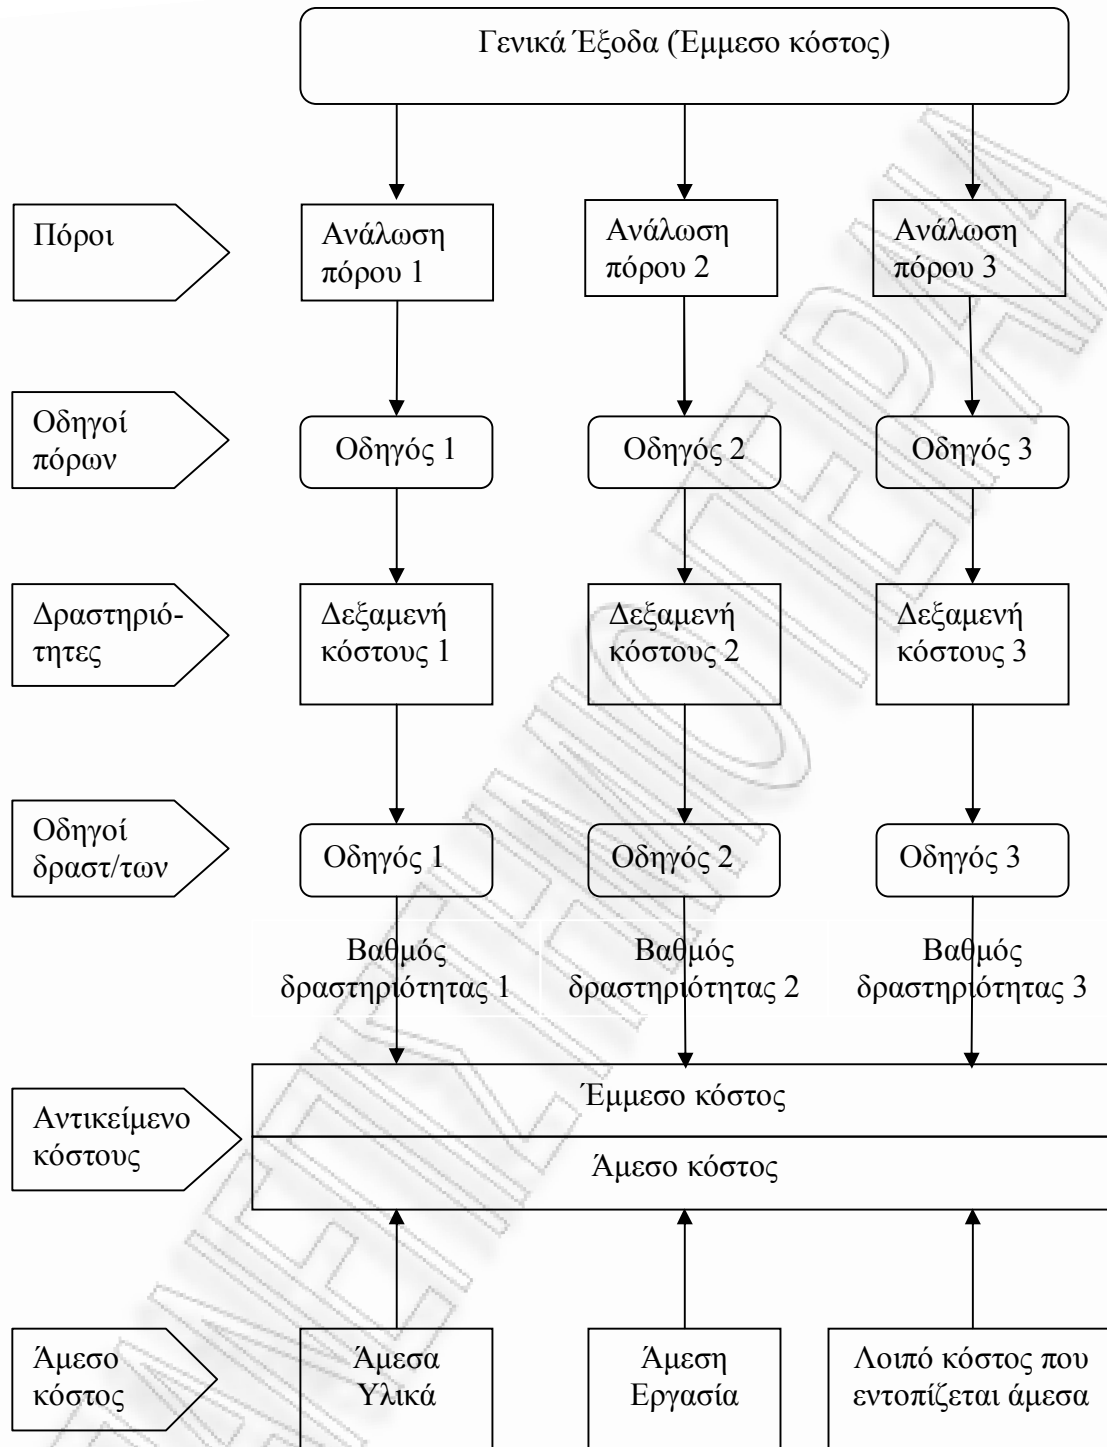 Γενικά Έξοδα (Έμμεσο κόστος)
Πόροι
Ανάλωση
πόρου 1
Ανάλωση
πόρου 2
Ανάλωση
πόρου 3
Οδηγοί
πόρων
Οδηγός 1
Οδηγός 2
Οδηγός 3
Δραστηριό-
τητες
Δεξαμενή
κόστους 1
Δεξαμενή
κόστους 2
Δεξαμενή
κόστους 3
Οδηγοί
δραστ/των
Οδηγός 1
Οδηγός 2
Οδηγός 3
Βαθμός
δραστηριότητας 1
Βαθμός
δραστηριότητας 2
Βαθμός
δραστηριότητας 3
Αντικείμενο
κόστους
Έμμεσο κόστος
Άμεσο κόστος
Άμεσο
κόστος
Άμεσα
Υλικά
Άμεση
Εργασία
Λοιπό κόστος που
εντοπίζεται άμεσα